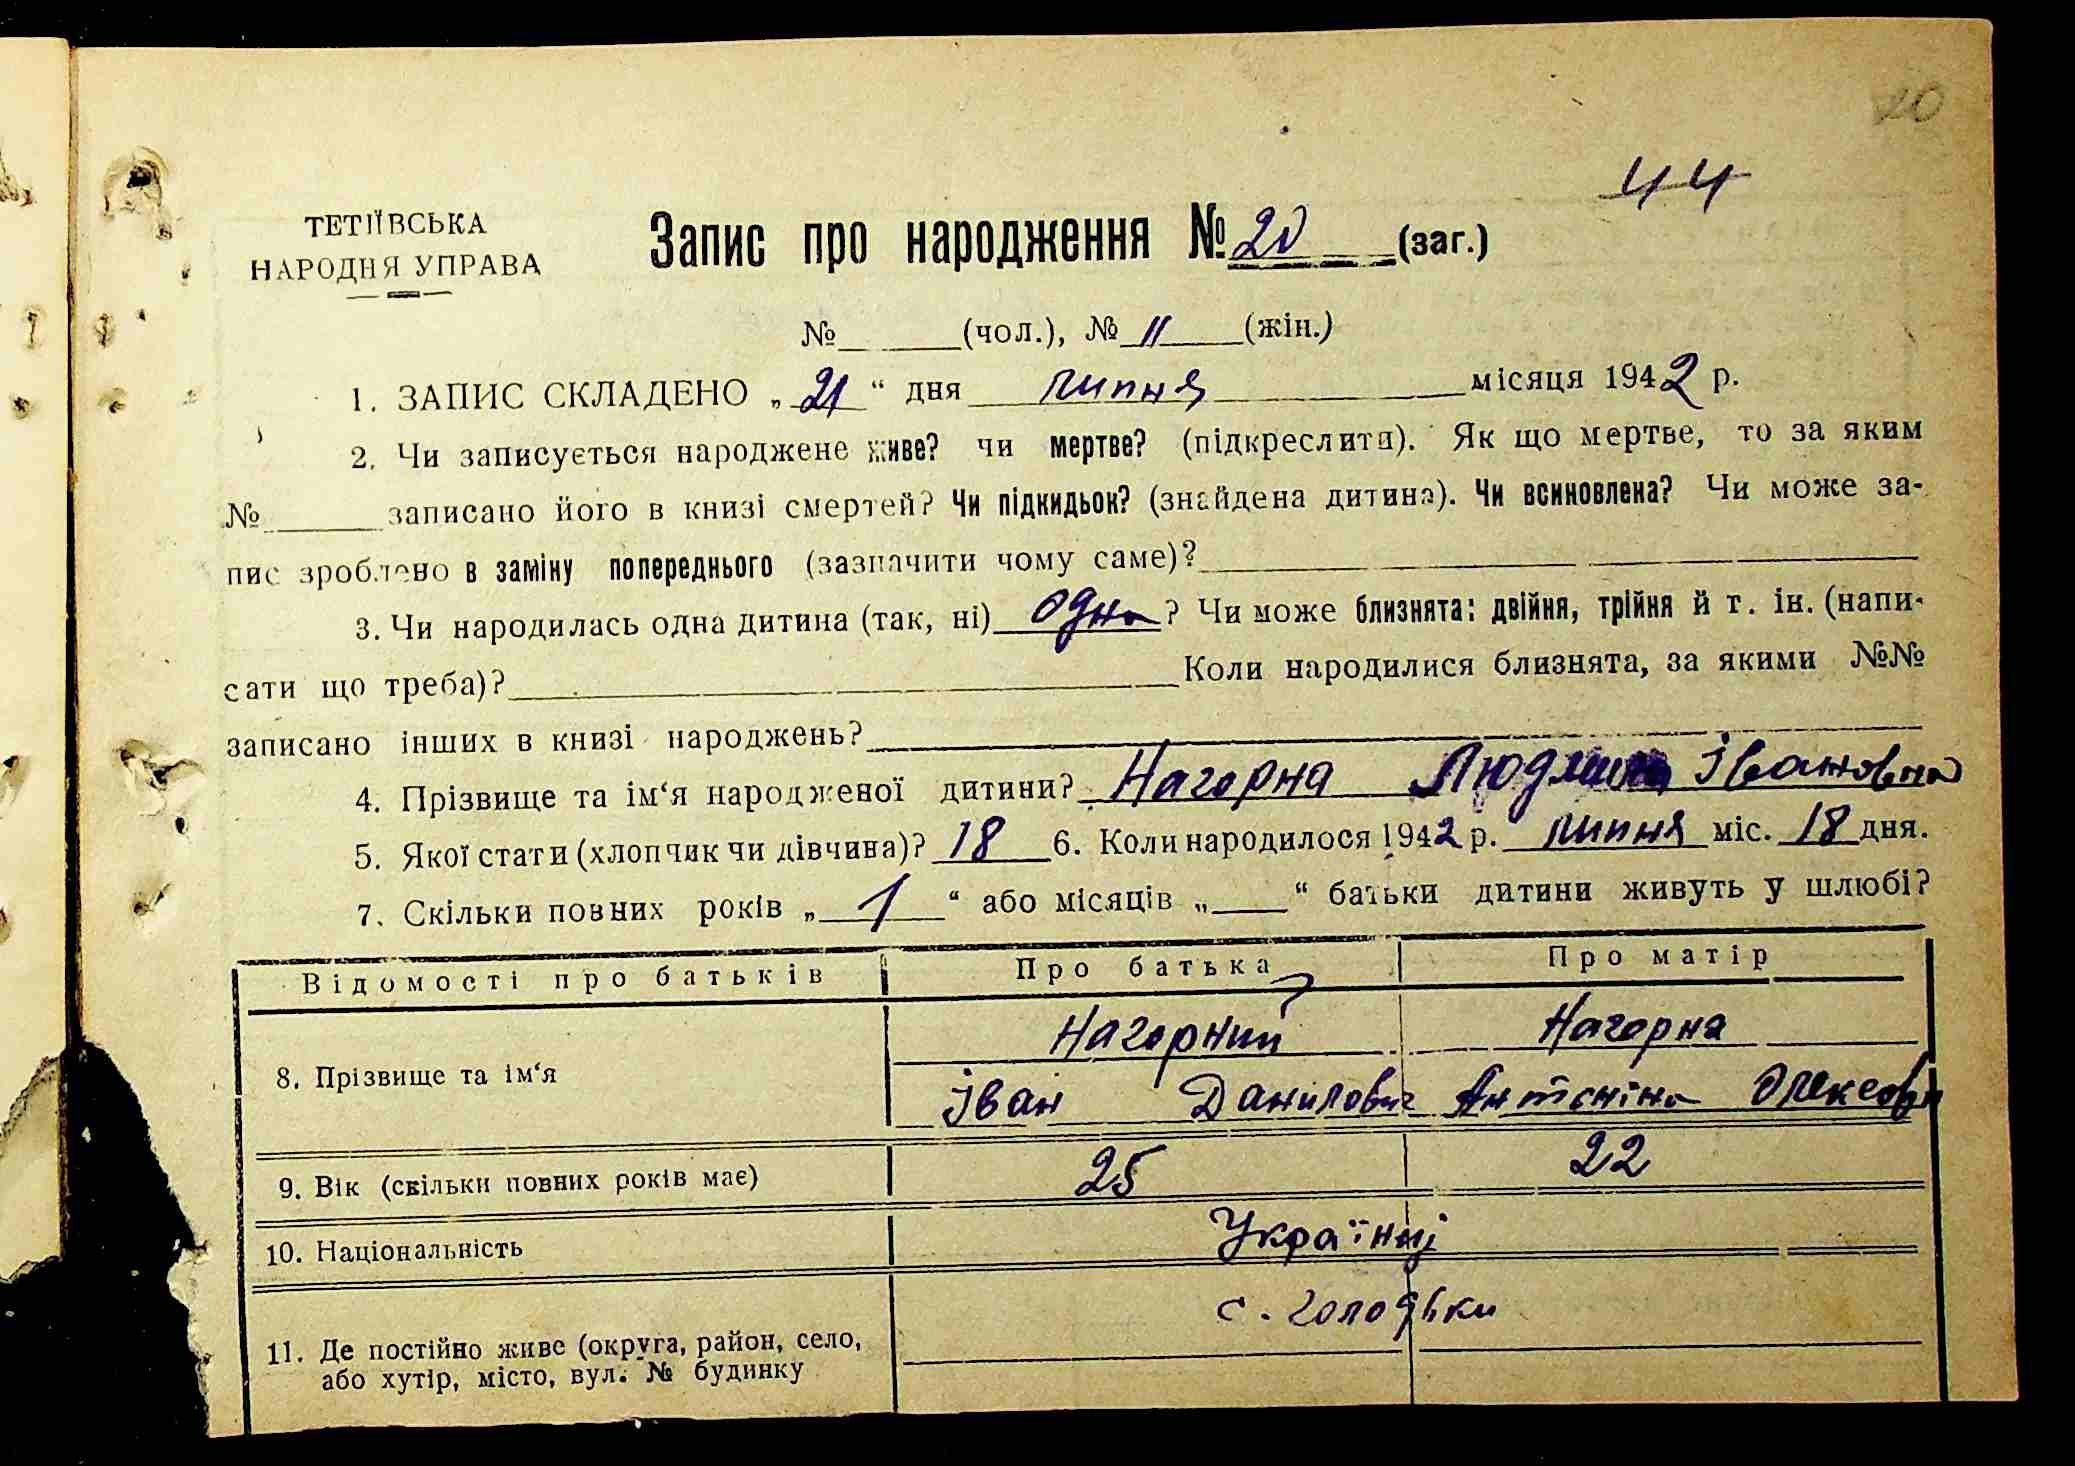 20
44
ТЕТІЇВСЬКА
НАРОДНЯ УПРАВА
Запис про народження № 20 (заг.)
№ (чол.), № 11 (жін.)
1. ЗАПИС СКЛАДЕНО „21“ дня липня місяця 1942 р.
2. Чи записується народжене живе? чи мертве? (підкреслити). Як що мертве, то за яким
№ записано його в книзі смертей? Чи підкидьок? (знайдена дитина). Чи всиновлена? Чи може за-
пис зроблено в заміну попереднього (зазначити чому саме)?
3. Чи народилась одна дитина (так, ні) одна? Чи може близнята: двійня, трійня й т. ін. (напи-
сати що треба)? Коли народилися близнята, за якими №№
записано інших в книзі народжень?
4. Прізвище та ім‘я народженої дитини? Нагорна Людмила Івановна
5. Якої стати (хлопчик чи дівчина)? 18 6. Коли народилося 1942 р. липня міс. 18 дня.
7. Скільки повних років „1“ або місяців „ “ батьки дитини живуть у шлюбі?
Відомості про батьків Про батька Про матір
Нагорний Нагорна
8. Прізвище та ім‘я
Іван Данилович Антоніна
9. Вік (скільки повних років має) 25 22
10. Національність Українці
с. Голодьки
11. Де постійно живе (округа, район, село,
або хутір, місто, вул. № будинку